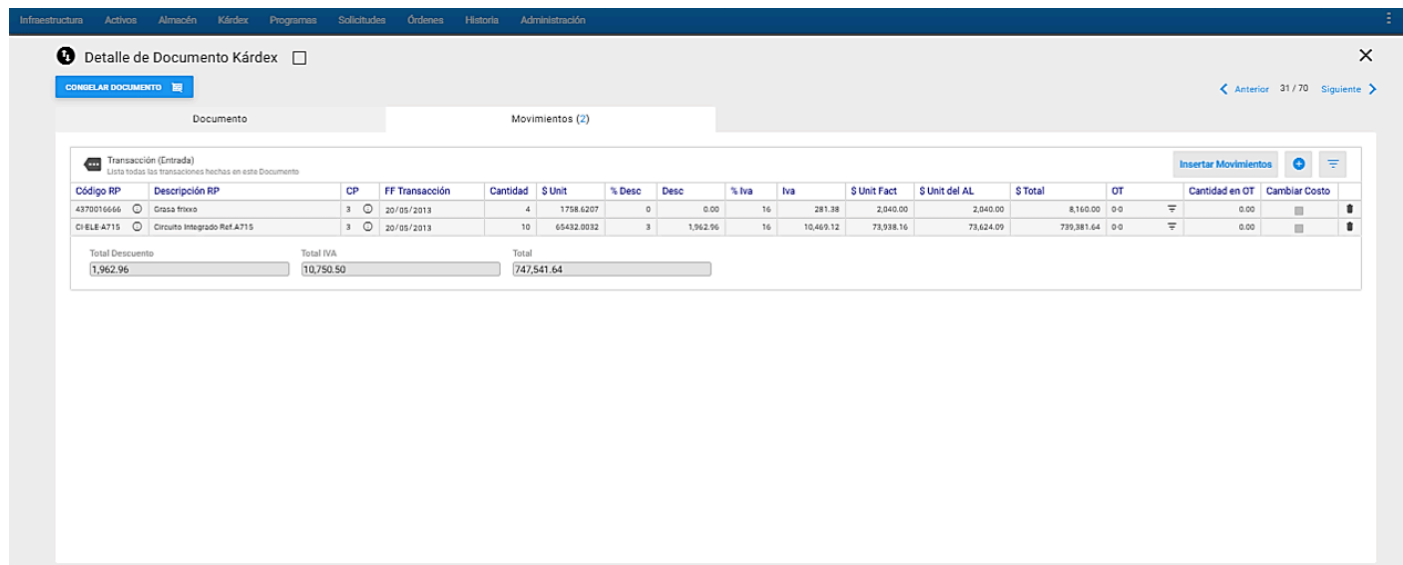 Infraestructura Activos Almacén Kárdex Programas Solicitudes Órdenes Historia Administración
Detalle de Documento Kárdex
CONGELAR DOCUMENTO
Anterior 31 / 70 Siguiente
Documento Movimientos (2)
Transacción (Entrada)
Lista todas las transaciones hechas en este Documento
Insertar Movimientos
Código RP Descripción RP CP FF Transacción Cantidad $ Unit % Desc Desc % Iva Iva $ Unit Fact $ Unit del AL $ Total OT Cantidad en OT Cambiar Costo
4370016666 Grasa frixxo 3 20/05/2013 4 1758.6207 0 0.00 16 281.38 2,040.00 2,040.00 8,160.00 0-0 0.00
CI-ELE-A715 Circuito Integrado Ref.A715 3 20/05/2013 10 65432.0032 3 1,962.96 16 10,469.12 73,938.16 73,624.09 739,381.64 0-0 0.00
Total Descuento Total IVA Total
1,962.96 10,750.50 747,541.64